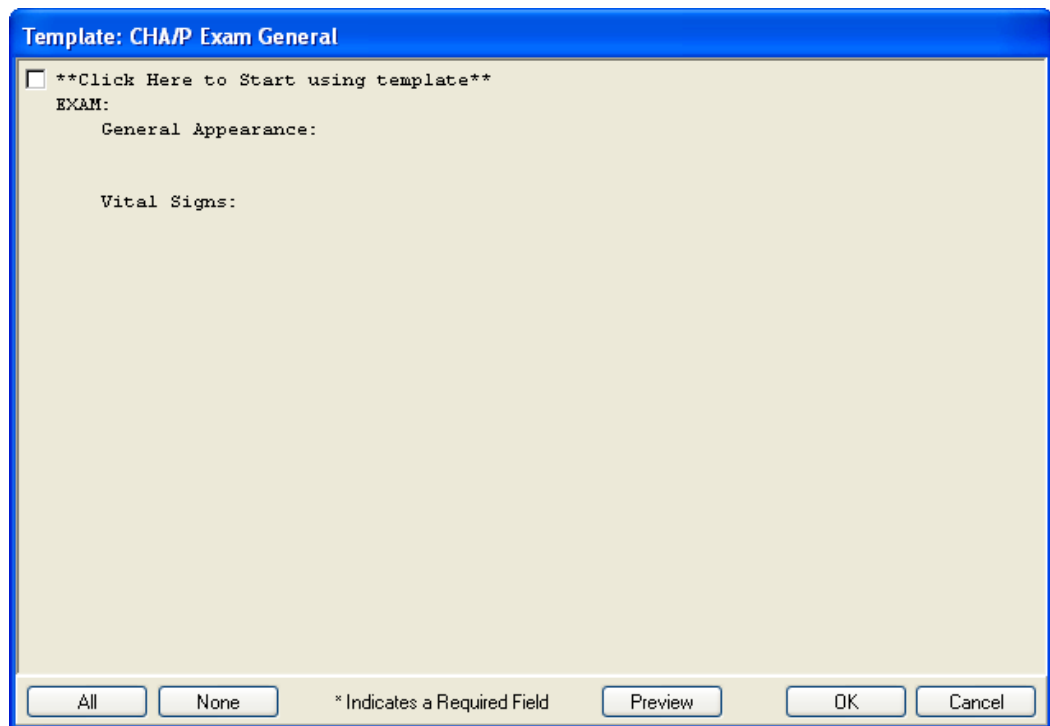 Template: CHA/P Exam General
**Click Here to Start using template**
EXAM:
General Appearance:
Vital Signs:
All None * Indicates a Required Field Preview OK Cancel